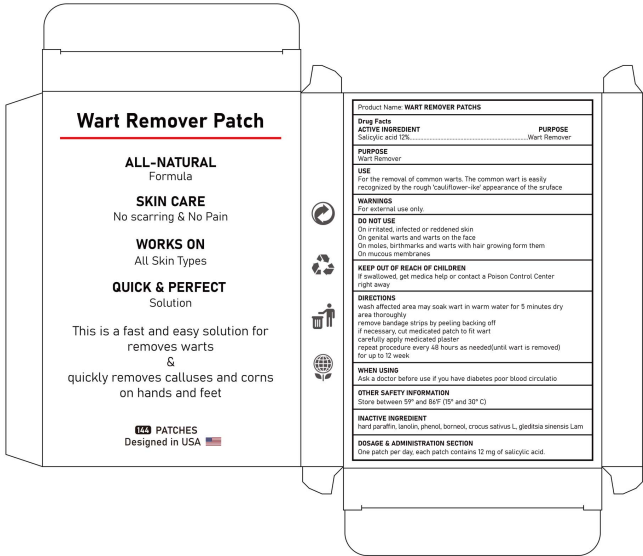 Wart Remover Patch
ALL-NATURAL
Formula
SKIN CARE
No scarring & No Pain
WORKS ON
All Skin Types
QUICK & PERFECT
Solution
This is a fast and easy solution for
removes warts
&
quickly removes calluses and corns
on hands and feet
144 PATCHES
Designed in USA
Product Name: WART REMOVER PATCHS
Drug Facts
ACTIVE INGREDIENT PURPOSE
Salicylic acid 12%........................................................Wart Remover
PURPOSE
Wart Remover
USE
For the removal of common warts. The common wart is easily
recognized by the rough 'cauliflower-ike' appearance of the sruface
WARNINGS
For external use only.
DO NOT USE
On irritated, infected or reddened skin
On genital warts and warts on the face
On moles, birthmarks and warts with hair growing form them
On mucous membranes
KEEP OUT OF REACH OF CHILDREN
If swallowed, get medica help or contact a Poison Control Center
right away
DIRECTIONS
wash affected area may soak wart in warm water for 5 minutes dry
area thoroughly
remove bandage strips by peeling backing off
if necessary, cut medicated patch to fit wart
carefully apply medicated plaster
repeat procedure every 48 hours as needed(until wart is removed)
for up to 12 week
WHEN USING
Ask a doctor before use if you have diabetes poor blood circulatio
OTHER SAFETY INFORMATION
Store between 59° and 86°F (15° and 30° C)
INACTIVE INGREDIENT
hard paraffin, lanolin, phenol, borneol, crocus sativus L, gleditsia sinensis Lam
DOSAGE & ADMINISTRATION SECTION
One patch per day, each patch contains 12 mg of salicylic acid.